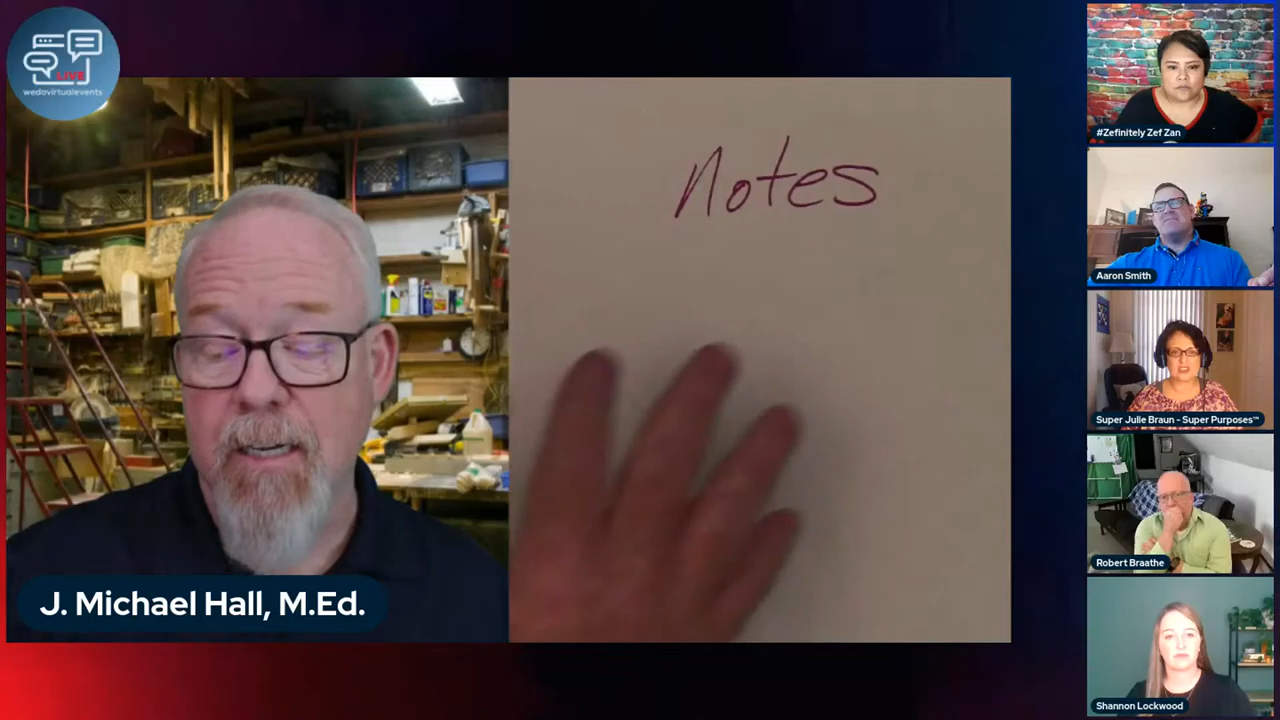 LIVE
wedovirtualevents
notes
J. Michael Hall, M.Ed.
#Zefinitely Zef Zan
Aaron Smith
Super Julie Braun - Super Purposes™
Robert Braathe
Shannon Lockwood